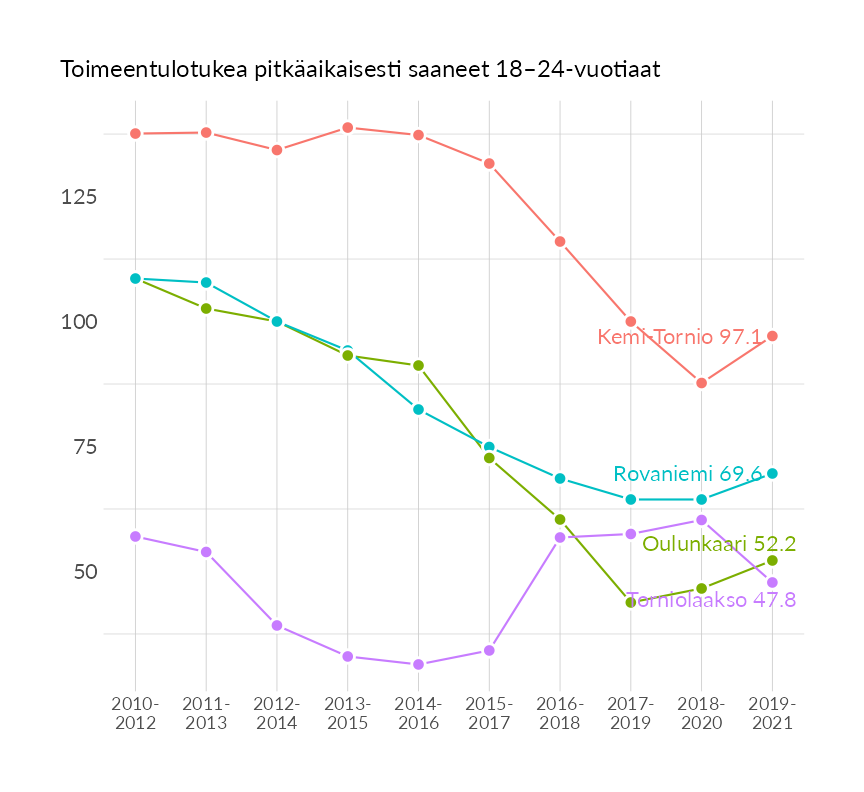 Toimeentulotukea pitkäaikaisesti saaneet 18–24-vuotiaat
125
100
75
50
Kemi-Tornio 97.1
Rovaniemi 69.6
Oulunkaari 52.2
Torniolaakso 47.8
2010- 2011- 2012- 2013- 2014- 2015- 2016- 2017- 2018- 2019-
2012 2013 2014 2015 2016 2017 2018 2019 2020 2021